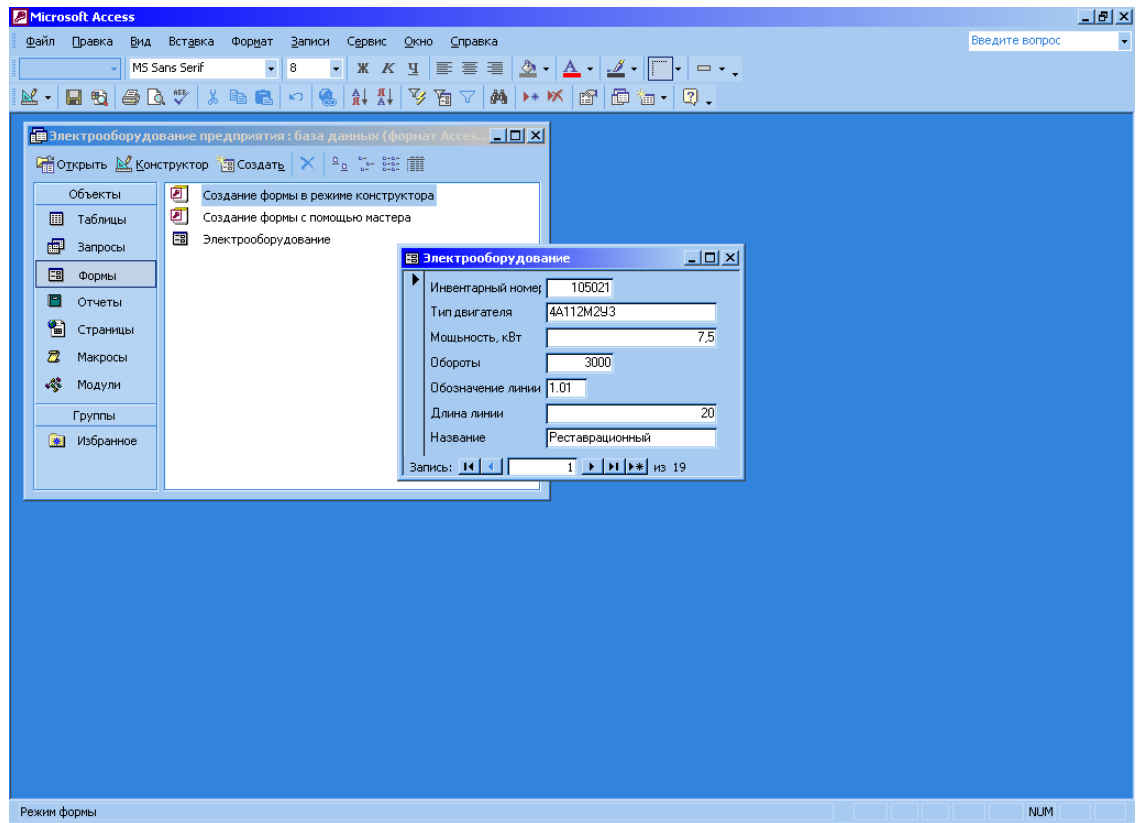 Microsoft Access
Файл Правка Вид Вставка Формат Записи Сервис Окно Справка Введите вопрос
MS Sans Serif 8 Ж К Ч
Электрооборудование предприятия : база данных (формат Acces...
Открыть Конструктор Создать
Объекты
Таблицы
Запросы
Формы
Отчеты
Страницы
Макросы
Модули
Группы
Избранное
Создание формы в режиме конструктора
Создание формы с помощью мастера
Электрооборудование
Электрооборудование
Инвентарный номер 105021
Тип двигателя 4А112М2У3
Мощьность, кВт 7,5
Обороты 3000
Обозначение линии 1.01
Длина линии 20
Название Реставрационный
Запись: 1 из 19
Режим формы NUM